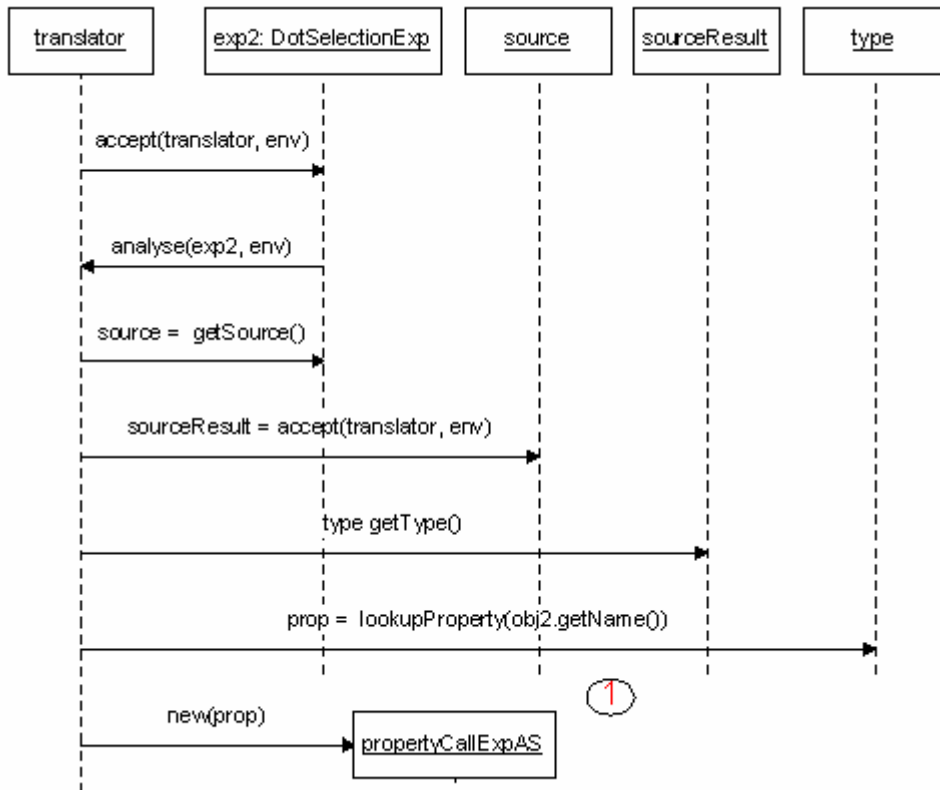 translator
exp2: DotSelectionExp
source
sourceResult
type
accept(translator, env)
analyse(exp2, env)
source = getSource()
sourceResult = accept(translator, env)
type getType()
prop = lookupProperty(obj2.getName())
1
new(prop)
propertyCallExpAS